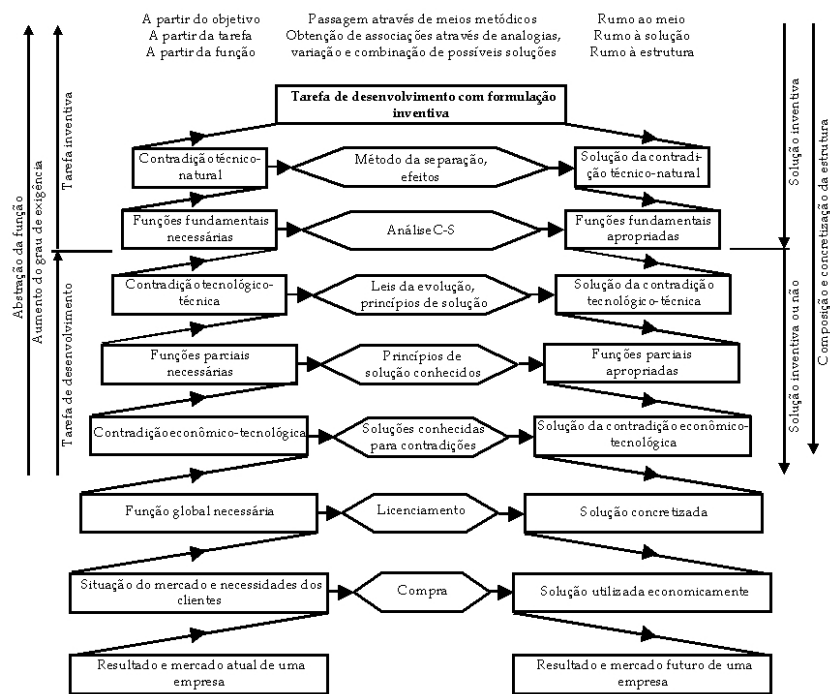 A partir do objetivo
A partir da tarefa
A partir da função
Passagem através de meios metódicos
Obtenção de associações através de analogias,
variação e combinação de possíveis soluções
Rumo ao meio
Rumo à solução
Rumo à estrutura
Tarefa de desenvolvimento com formulação
inventiva
Contradição técnico-
natural
Método da separação,
efeitos
Solução da contradi-
ção técnico-natural
Funções fundamentais
necessárias
Análise C-S
Funções fundamentais
apropriadas
Contradição tecnológico-
técnica
Leis da evolução,
princípios de solução
Solução da contradição
tecnológico-técnica
Funções parciais
necessárias
Princípios de
solução conhecidos
Funções parciais
apropriadas
Contradição econômico-tecnológica
Soluções conhecidas
para contradições
Solução da contradição econômico-
tecnológica
Função global necessária
Licenciamento
Solução concretizada
Situação do mercado e necessidades dos
clientes
Compra
Solução utilizada economicamente
Resultado e mercado atual de uma
empresa
Resultado e mercado futuro de uma
empresa
Abstração da função
Aumento do grau de exigência
Tarefa inventiva
Tarefa de desenvolvimento
Solução inventiva
Solução inventiva ou não
Composição e concretização da estrutura